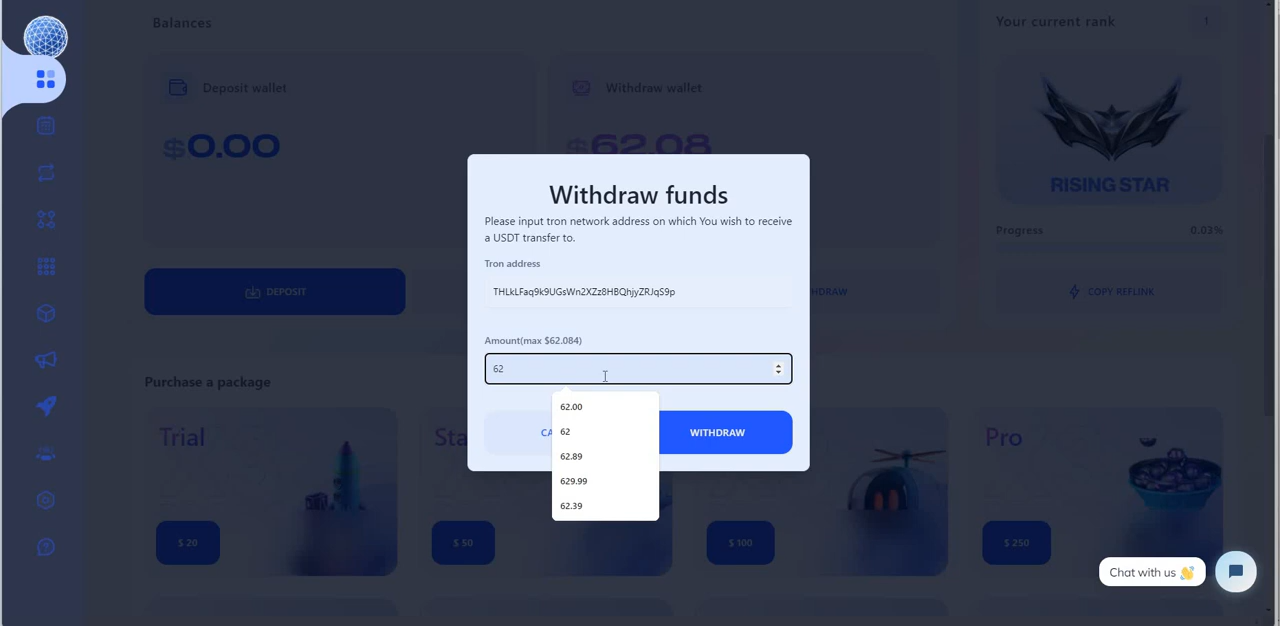 Balances
Your current rank
!
Deposit wallet
Withdraw wallet
$0.00
$62.08
RISING STAR
Progress
0.03%
DEPOSIT
HDRAW
COPY REFLINK
Withdraw funds
Please input tron network address on which You wish to receive
a USDT transfer to.
Tron address
THLkLFaq9k9UGsWn2XZz8HBQhjyZRJqS9p
Amount(max $62.084)
62
62.00
62
62.89
629.99
62.39
CA
WITHDRAW
Purchase a package
Trial
Sta
Pro
$ 20
$ 50
$ 100
$ 250
Chat with us 👋